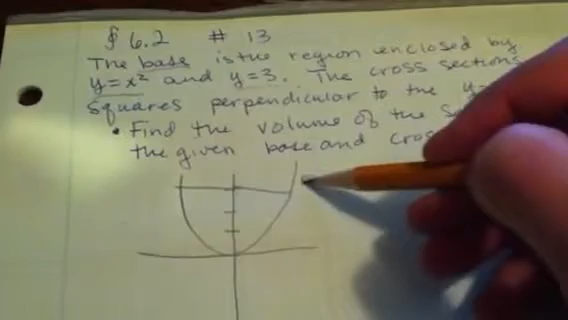 § 6.2 # 13
The base is the region enclosed by
y=x² and y=3. The cross sections
squares perpendicular to the y-
• Find the volume of the
the given base and cros